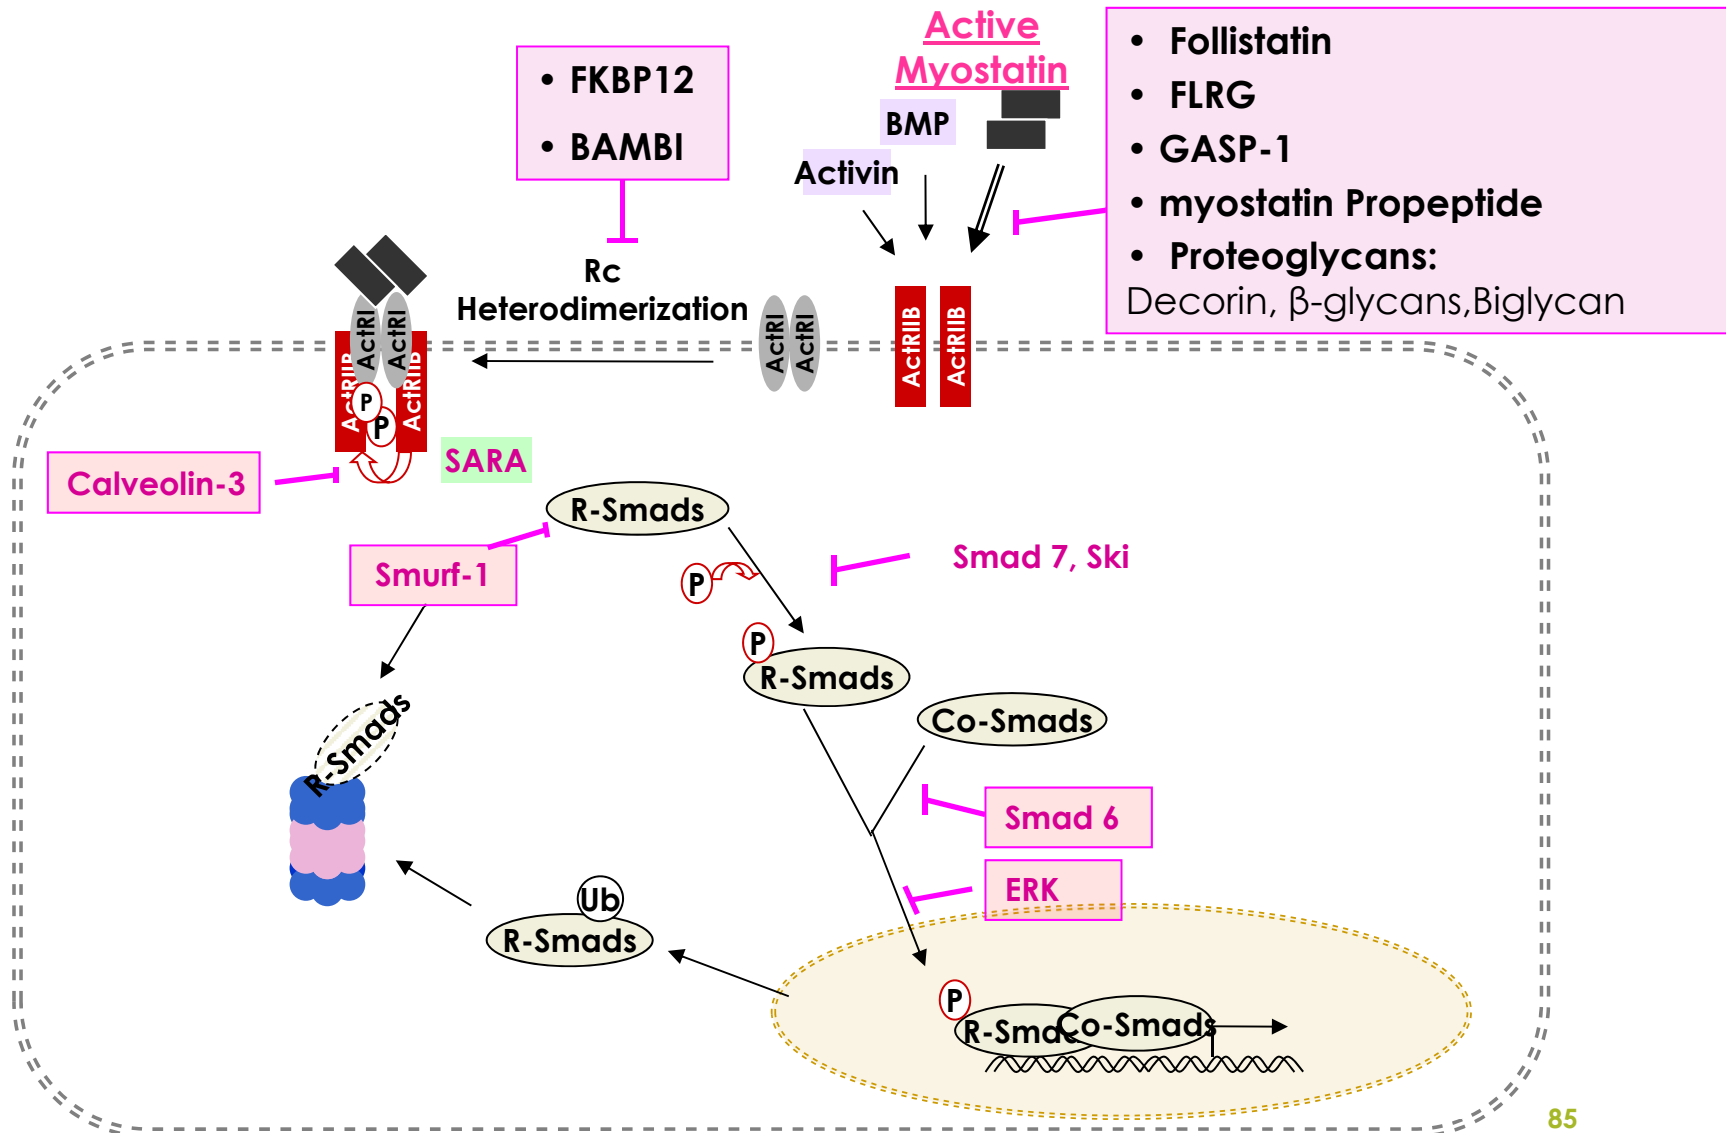 Active
Myostatin
• FKBP12
• BAMBI
BMP
Activin
• Follistatin
• FLRG
• GASP-1
• myostatin Propeptide
• Proteoglycans:
Decorin, β-glycans,Biglycan
Rc
Heterodimerization
ActRI
ActRI
ActRIIB
ActRIIB
ActRI
ActRI
ActRIIB
ActRIIB
P
P
SARA
Calveolin-3
R-Smads
Smurf-1
P
Smad 7, Ski
P
R-Smads
Co-Smads
R-Smads
Smad 6
ERK
Ub
R-Smads
P
R-Smad
Co-Smads
85